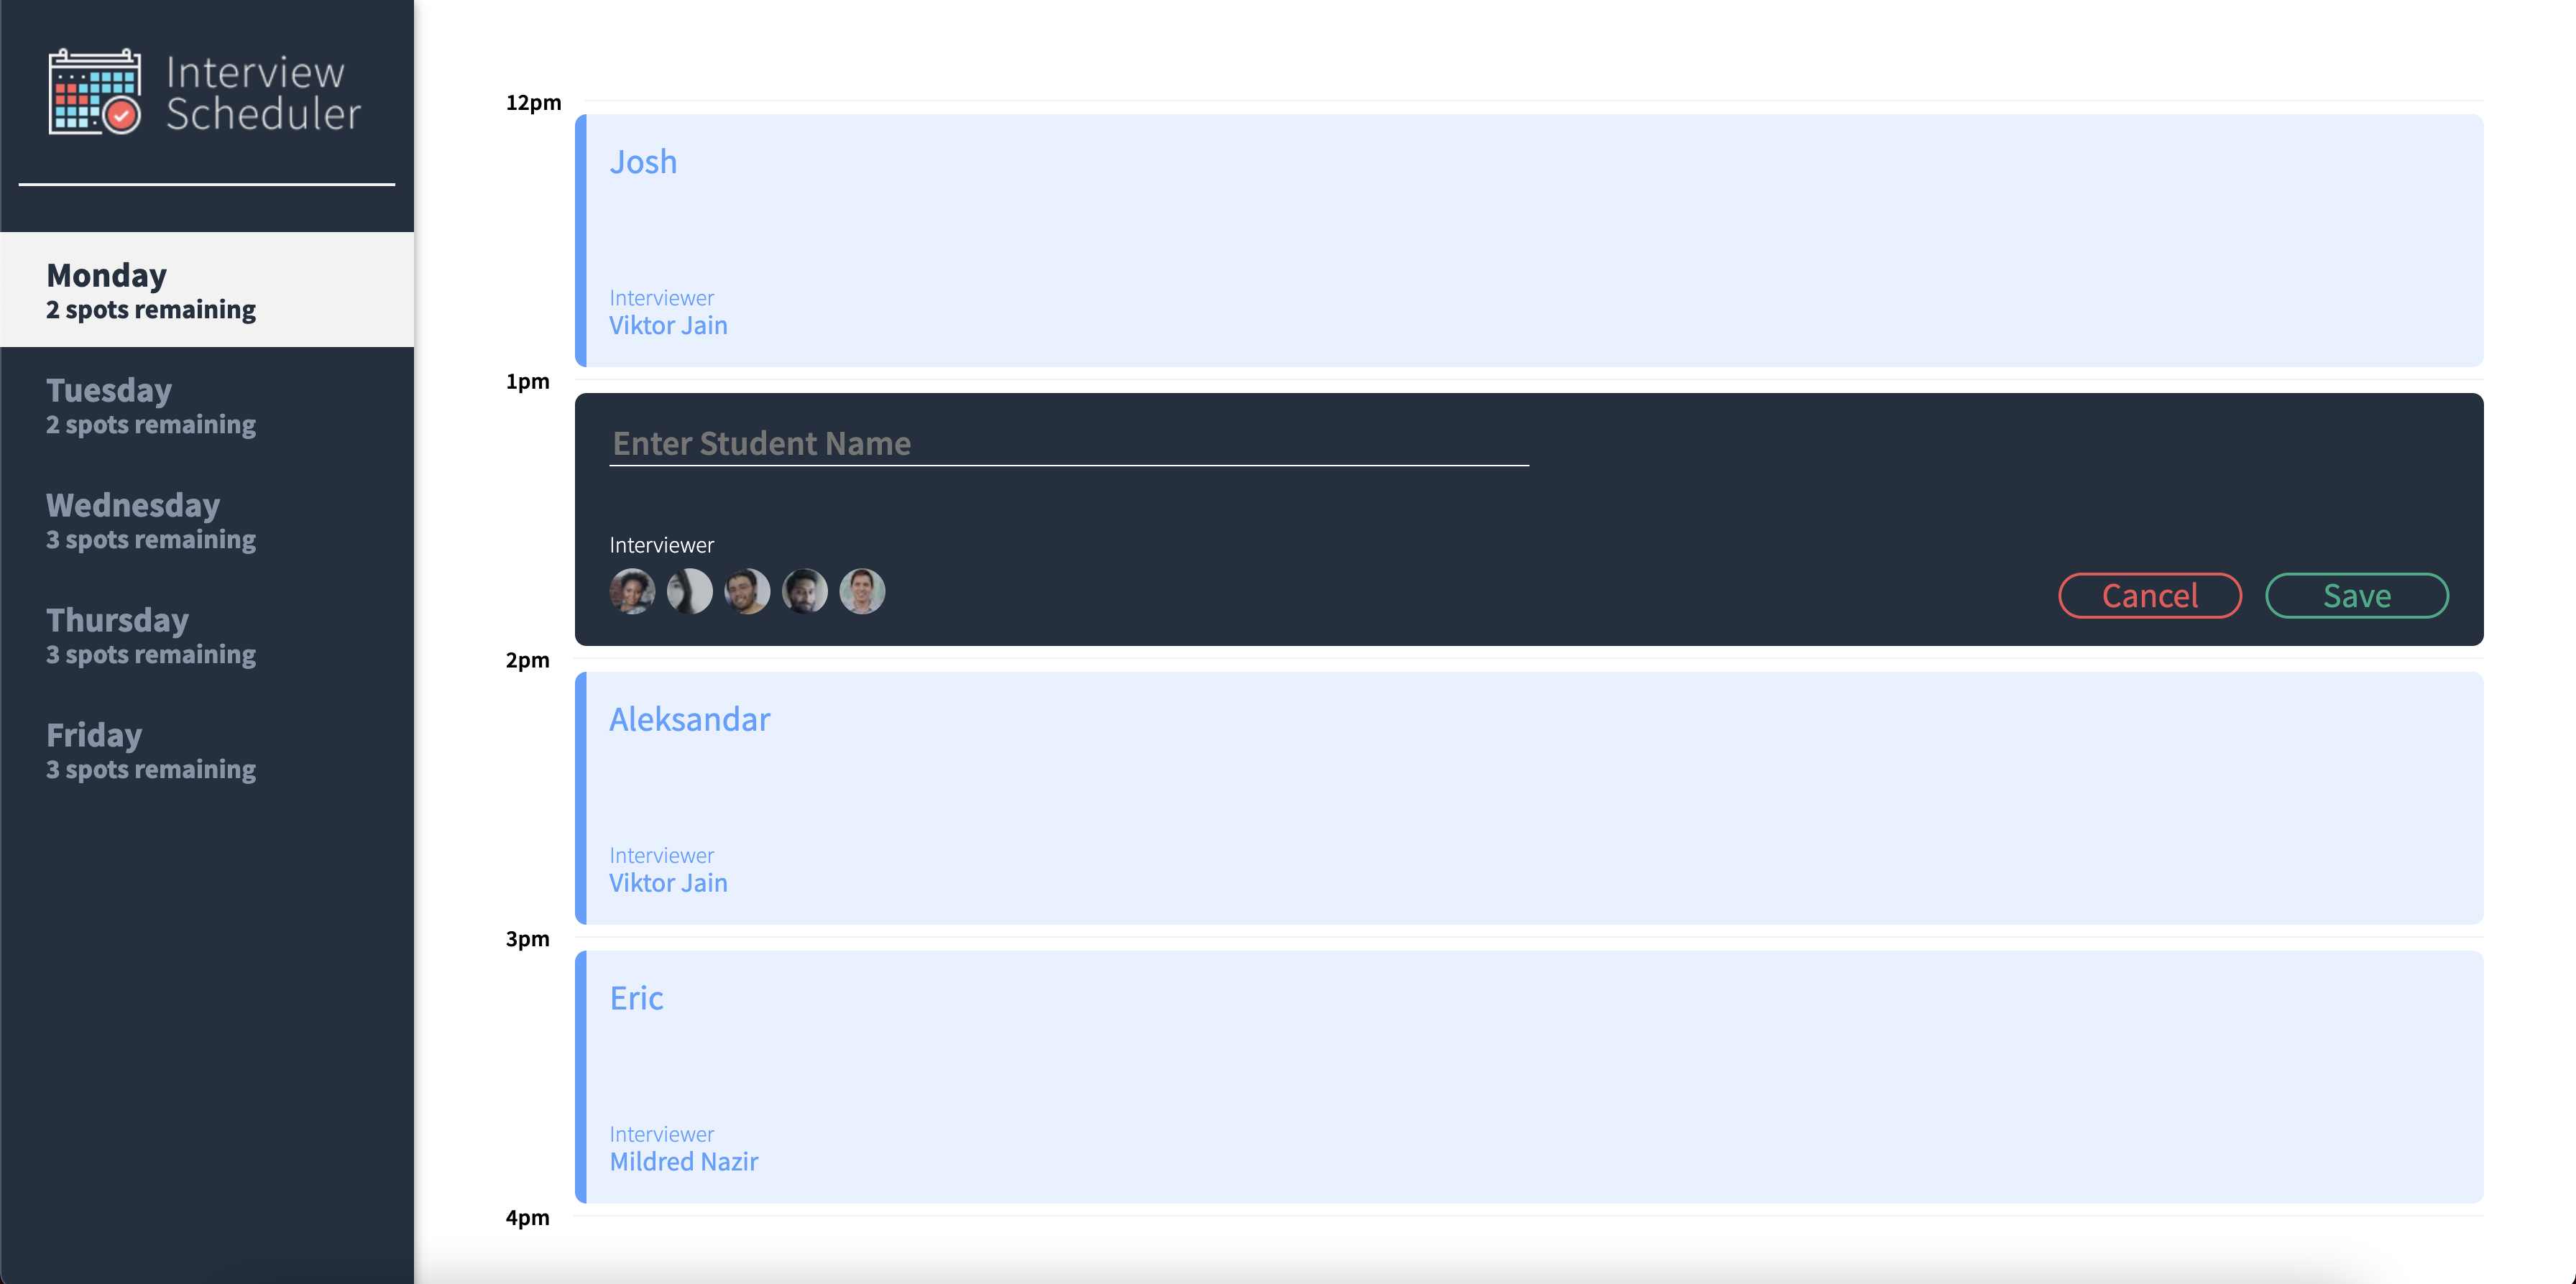 Interview
Scheduler
Monday
2 spots remaining
Tuesday
2 spots remaining
Wednesday
3 spots remaining
Thursday
3 spots remaining
Friday
3 spots remaining
12pm
Josh
Interviewer
Viktor Jain
1pm
Enter Student Name
Interviewer
Cancel Save
2pm
Aleksandar
Interviewer
Viktor Jain
3pm
Eric
Interviewer
Mildred Nazir
4pm